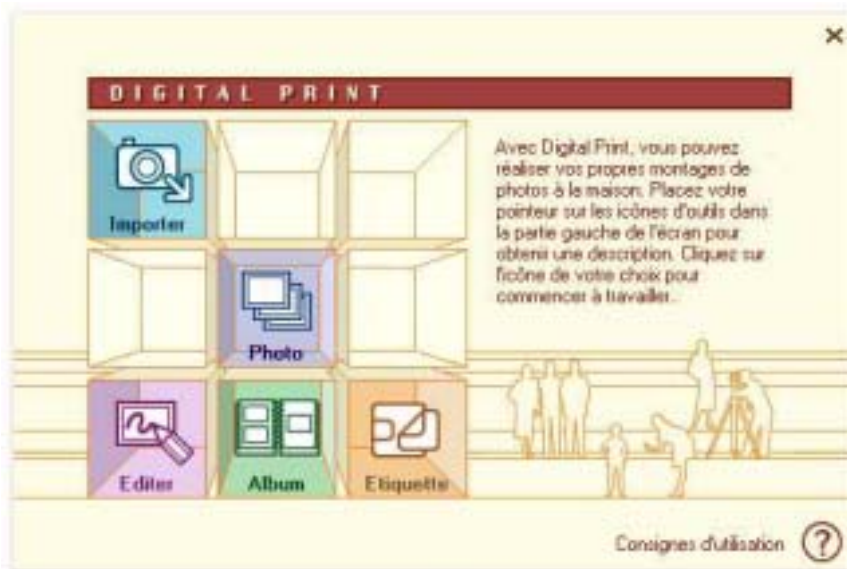 DIGITAL PRINT
Importer
Avec Digital Print, vous pouvez
réaliser vos propres montages de
photos à la maison. Placez votre
pointeur sur les icônes d'outils dans
la partie gauche de l'écran pour
obtenir une description. Cliquez sur
l'icône de votre choix pour
commencer à travailler.
Photo
Editer
Album
Etiquette
Consignes d'utilisation
?